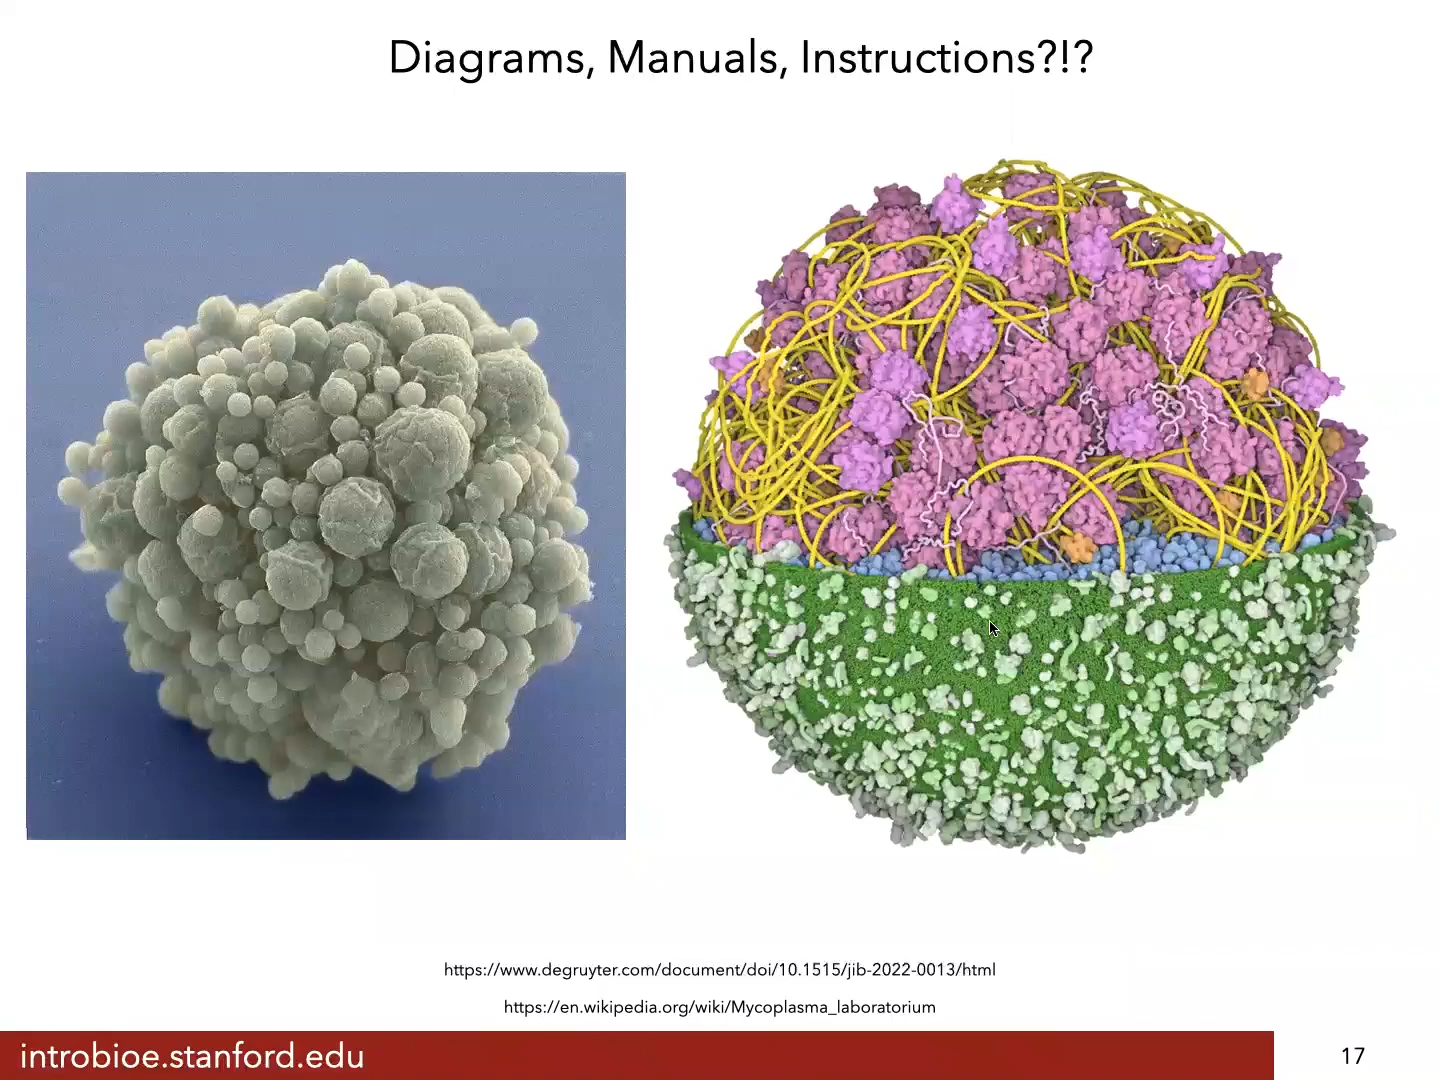 Diagrams, Manuals, Instructions?!?
https://www.degruyter.com/document/doi/10.1515/jib-2022-0013/html
https://en.wikipedia.org/wiki/Mycoplasma_laboratorium
introbioe.stanford.edu
17